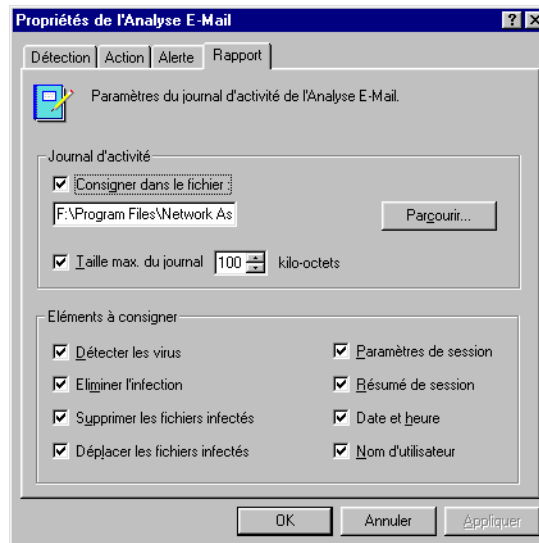 Propriétés de l'Analyse E-Mail
Détection Action Alerte Rapport
Paramètres du journal d'activité de l'Analyse E-Mail.
Journal d'activité
Consigner dans le fichier :
F:\Program Files\Network As
Parcourir...
Taille max. du journal 100 kilo-octets
Eléments à consigner
Détecter les virus
Paramètres de session
Eliminer l'infection
Résumé de session
Supprimer les fichiers infectés
Date et heure
Déplacer les fichiers infectés
Nom d'utilisateur
OK Annuler Appliquer